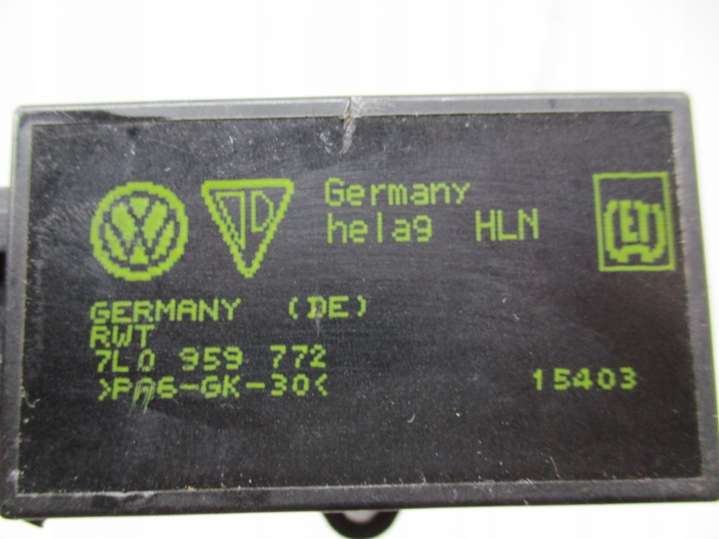 Germany
helag HLN
GERMANY (DE)
RWT
7L0 959 772
>PA6-GK-30< 15403